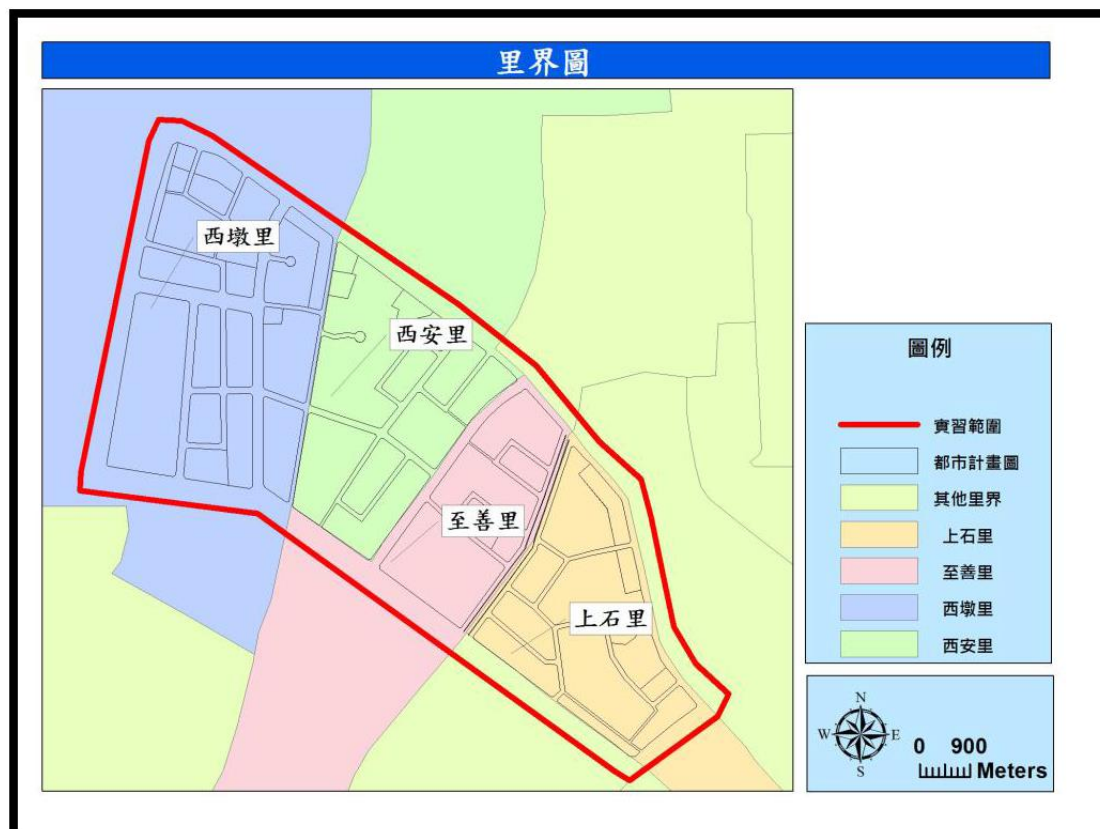 里界圖
西墩里
西安里
至善里
上石里
圖例
實習範圍
都市計畫圖
其他里界
上石里
至善里
西墩里
西安里
N
W E
S
0 900
Meters